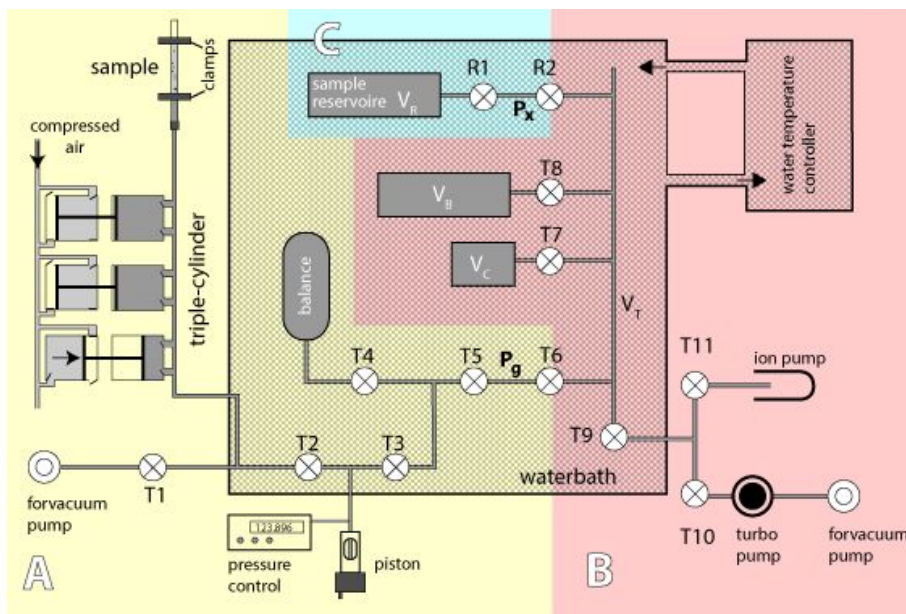 C
sample
clamps
R1
R2
sample
reservoire V_R
P_x
compressed
air
water temperature
controller
T8
V_B
T7
V_C
triple-cylinder
balance
V_T
T4
T5
P_g
T6
T11
ion pump
T9
T2
T3
T1
waterbath
forvacuum
pump
T10
turbo
pump
forvacuum
pump
123.896
pressure
control
piston
A
B